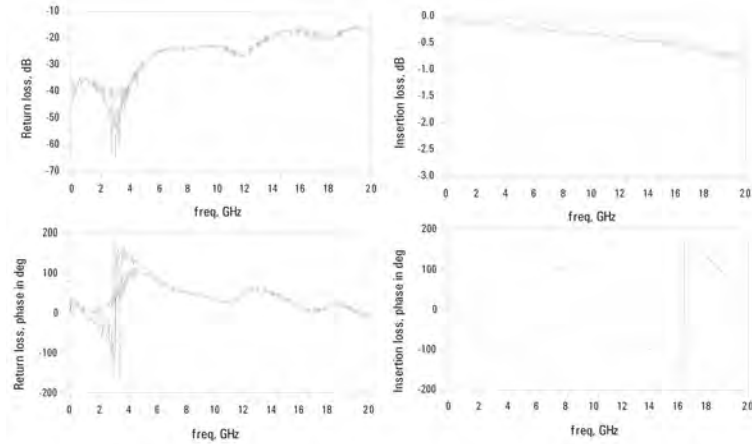 Return loss, dB
-10
-20
-30
-40
-50
-60
-70
0 2 4 6 8 10 12 14 16 18 20
freq, GHz
Insertion loss, dB
0.0
-0.5
-1.0
-1.5
-2.0
-2.5
-3.0
0 2 4 6 8 10 12 14 16 18 20
freq, GHz
Return loss, phase in deg
200
100
0
-100
-200
0 2 4 6 8 10 12 14 16 18 20
freq, GHz
Insertion loss, phase in deg
200
100
0
-100
-200
0 2 4 6 8 10 12 14 16 18 20
freq, GHz